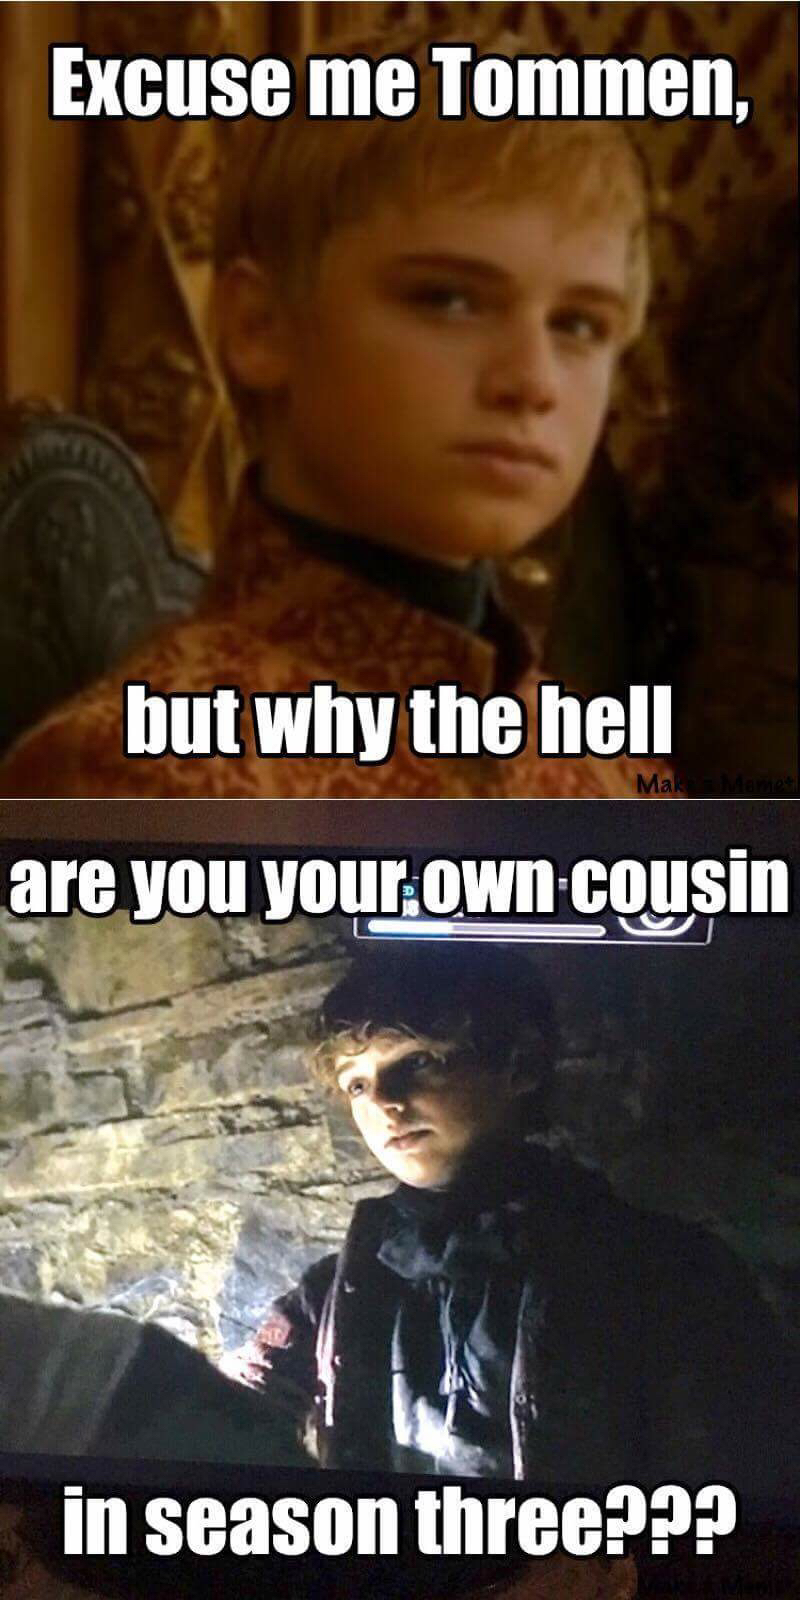 Excuse me Tommen,
but why the hell
are you your own cousin
in season three???